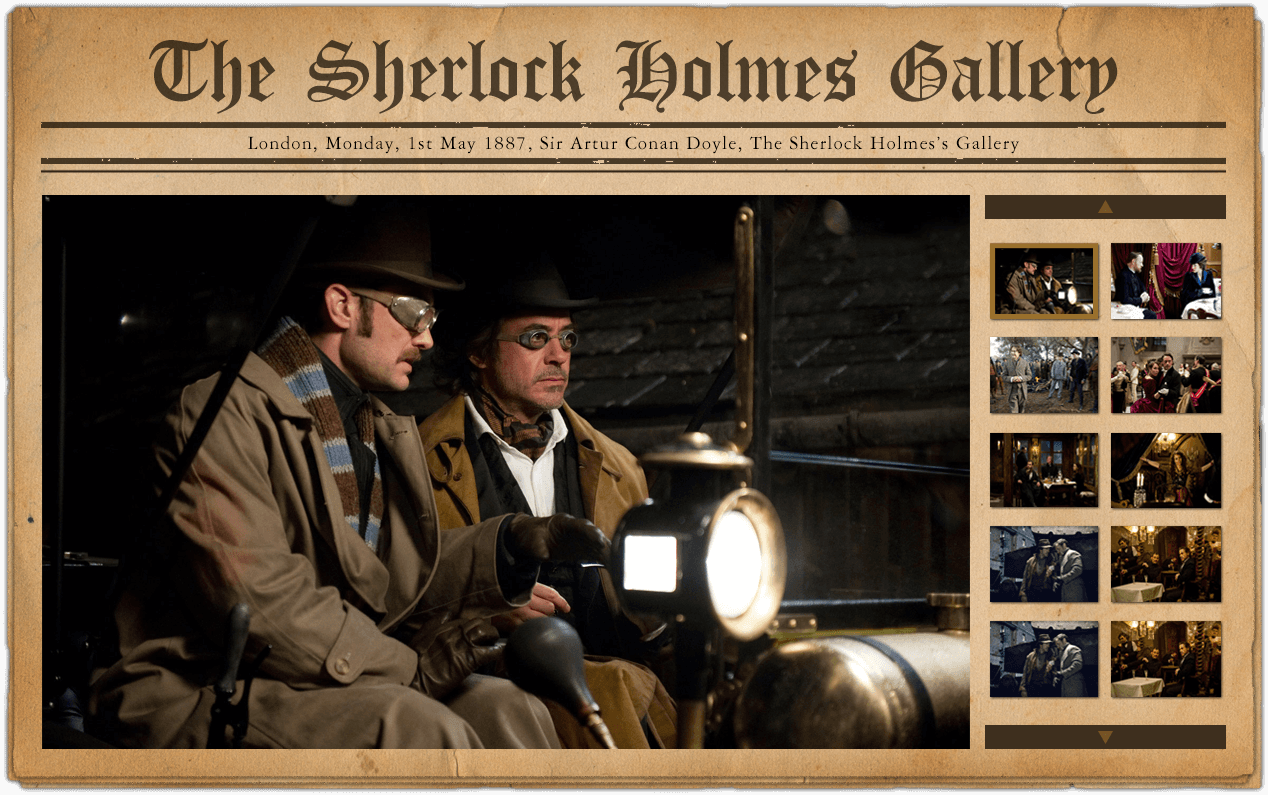 The Sherlock Holmes Gallery
London, Monday, 1st May 1887, Sir Artur Conan Doyle, The Sherlock Holmes's Gallery